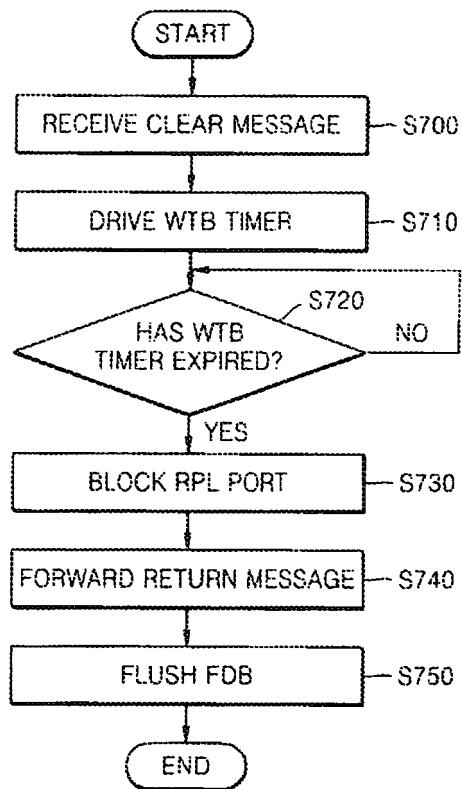 START
RECEIVE CLEAR MESSAGE
S700
DRIVE WTB TIMER
S710
S720
HAS WTB
TIMER EXPIRED?
NO
YES
BLOCK RPL PORT
S730
FORWARD RETURN MESSAGE
S740
FLUSH FDB
S750
END